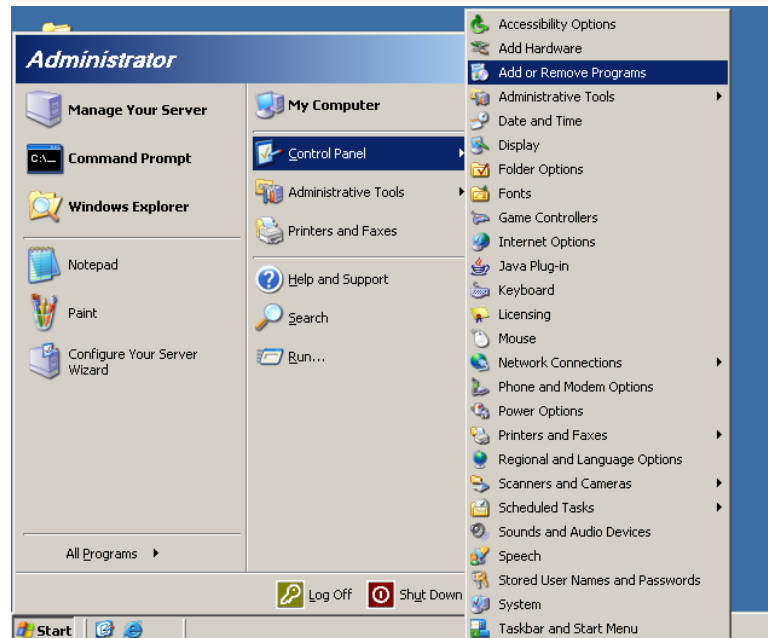 Administrator
Manage Your Server
Command Prompt
Windows Explorer
Notepad
Paint
Configure Your Server
Wizard
All Programs
My Computer
Control Panel
Administrative Tools
Printers and Faxes
Help and Support
Search
Run...
Log Off
Shut Down
Start
Accessibility Options
Add Hardware
Add or Remove Programs
Administrative Tools
Date and Time
Display
Folder Options
Fonts
Game Controllers
Internet Options
Java Plug-in
Keyboard
Licensing
Mouse
Network Connections
Phone and Modem Options
Power Options
Printers and Faxes
Regional and Language Options
Scanners and Cameras
Scheduled Tasks
Sounds and Audio Devices
Speech
Stored User Names and Passwords
System
Taskbar and Start Menu